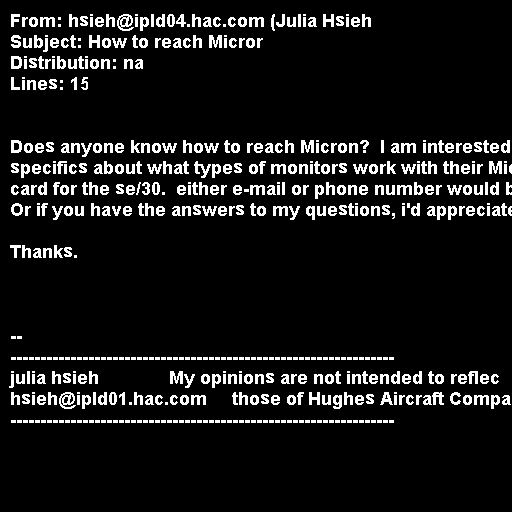 From: hsieh@ipld04.hac.com (Julia Hsieh
Subject: How to reach Micror
Distribution: na
Lines: 15
Does anyone know how to reach Micron?  I am interested
specifics about what types of monitors work with their Mic
card for the se/30.  either e-mail or phone number would b
Or if you have the answers to my questions, i'd appreciate
Thanks.
--
----------------------------------------------------------------
julia hsieh             My opinions are not intended to reflec
hsieh@ipld01.hac.com     those of Hughes Aircraft Compa
----------------------------------------------------------------